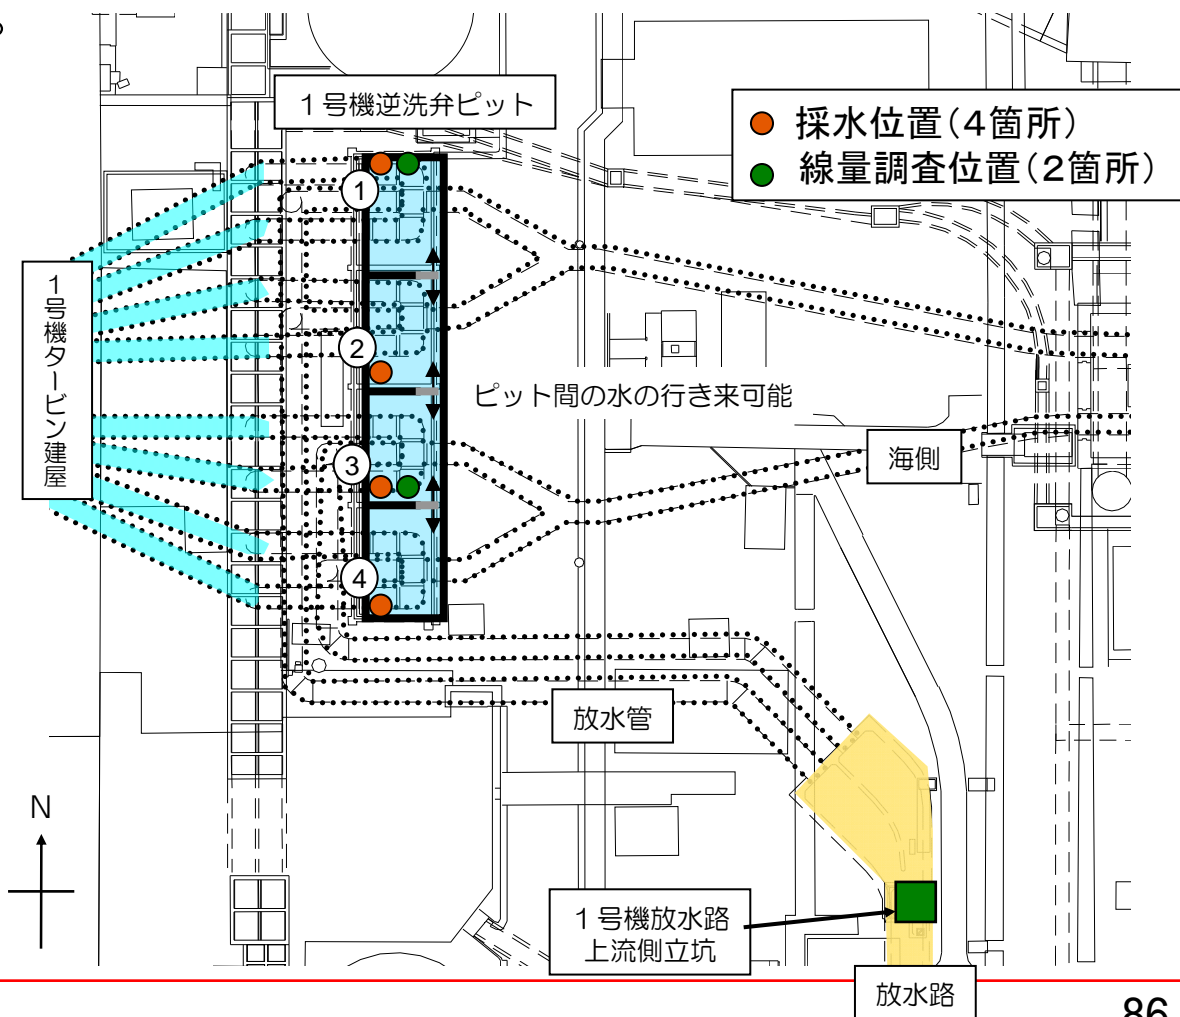 １号機逆洗弁ピット
採水位置(４箇所)
線量調査位置(２箇所)
１号機タービン建屋
①
②
③
④
ピット間の水の行き来可能
海側
放水管
N
１号機放水路
上流側立坑
放水路